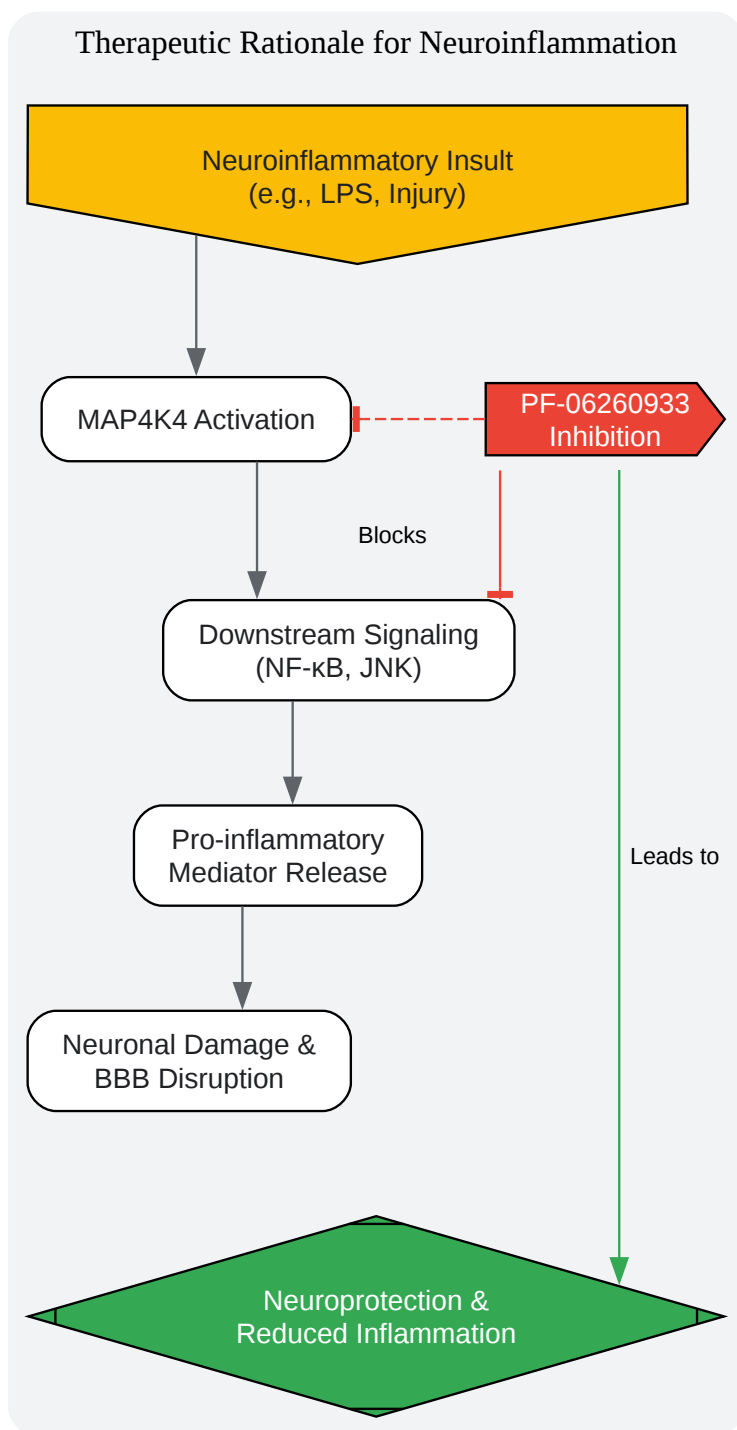 Therapeutic Rationale for Neuroinflammation
Neuroinflammatory Insult
(e.g., LPS, Injury)
MAP4K4 Activation
PF-06260933
Inhibition
Blocks
Downstream Signaling
(NF-κB, JNK)
Pro-inflammatory
Mediator Release
Leads to
Neuronal Damage &
BBB Disruption
Neuroprotection &
Reduced Inflammation